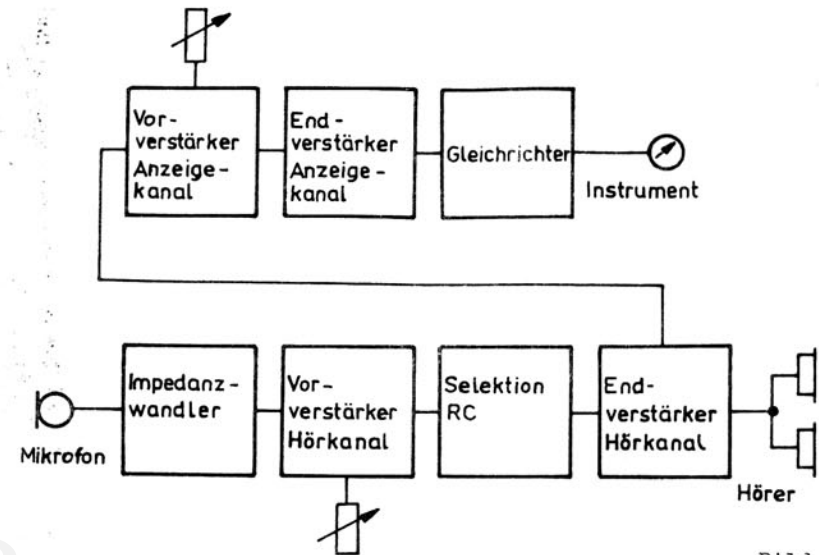 Vor-
verstärker
Anzeige-
kanal
End-
verstärker
Anzeige-
kanal
Gleichrichter
Instrument
Impedanz-
wandler
Vor-
verstärker
Hörkanal
Selektion
RC
End-
verstärker
Hörkanal
Mikrofon
Hörer